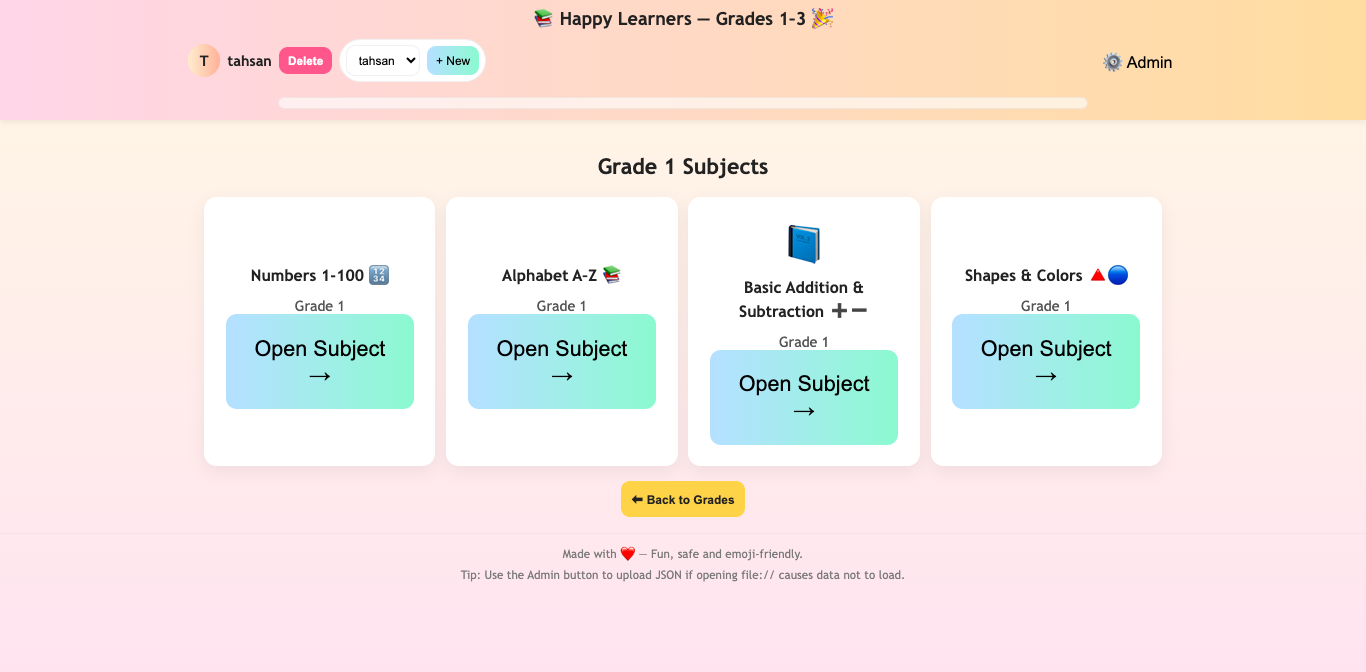 📚 Happy Learners — Grades 1–3 🎉
T tahsan Delete tahsan + New
⚙️ Admin
Grade 1 Subjects
Numbers 1-100 🔢
Grade 1
Open Subject
→
Alphabet A–Z 📚
Grade 1
Open Subject
→
📘
Basic Addition &
Subtraction ➕➖
Grade 1
Open Subject
→
Shapes & Colors 🔺🔵
Grade 1
Open Subject
→
⬅ Back to Grades
Made with ❤️ — Fun, safe and emoji-friendly.
Tip: Use the Admin button to upload JSON if opening file:// causes data not to load.